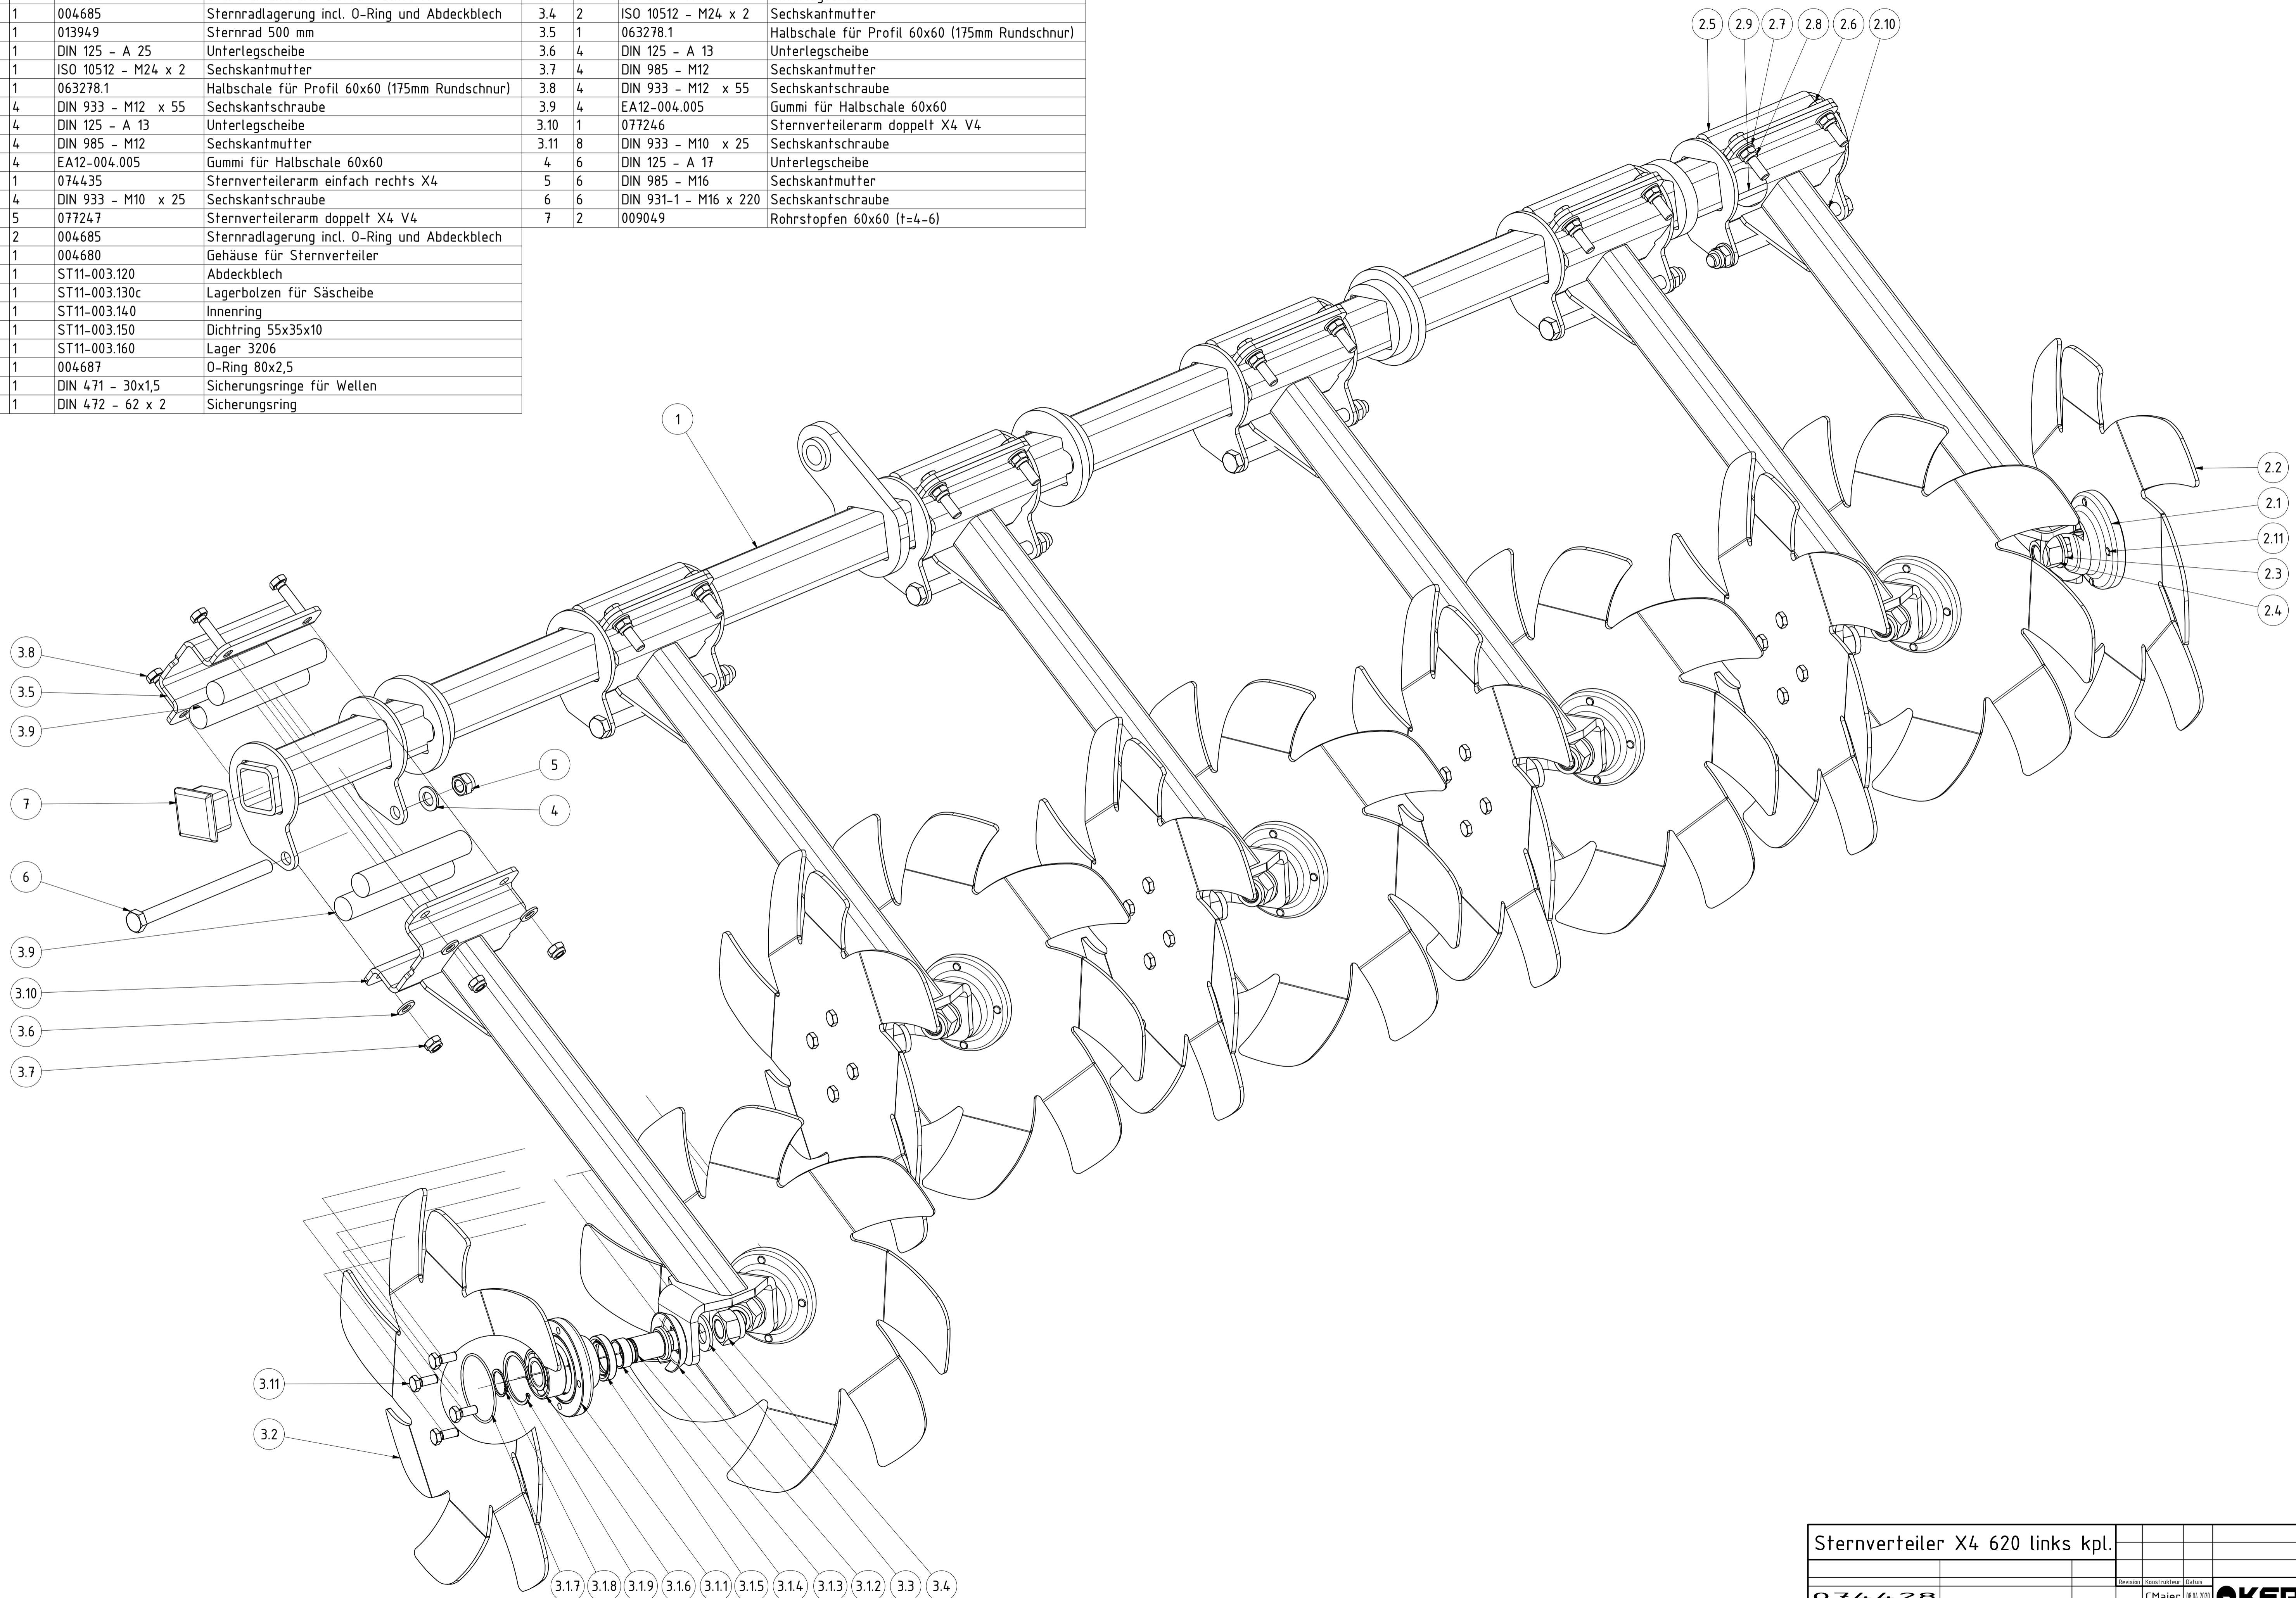 1 004685 Sternradlagerung incl. O-Ring und Abdeckblech
1 013949 Sternrad 500 mm
1 DIN 125 - A 25 Unterlegscheibe
1 ISO 10512 - M24 x 2 Sechskantmutter
1 063278.1 Halbschale für Profil 60x60 (175mm Rundschnur)
4 DIN 933 - M12 x 55 Sechskantschraube
4 DIN 125 - A 13 Unterlegscheibe
4 DIN 985 - M12 Sechskantmutter
4 EA12-004.005 Gummi für Halbschale 60x60
1 074435 Sternverteilerarm einfach rechts X4
4 DIN 933 - M10 x 25 Sechskantschraube
5 077247 Sternverteilerarm doppelt X4 V4
2 004685 Sternradlagerung incl. O-Ring und Abdeckblech
1 004680 Gehäuse für Sternverteiler
1 ST11-003.120 Abdeckblech
1 ST11-003.130c Lagerbolzen für Säscheibe
1 ST11-003.140 Innenring
1 ST11-003.150 Dichtring 55x35x10
1 ST11-003.160 Lager 3206
1 004687 O-Ring 80x2,5
1 DIN 471 - 30x1,5 Sicherungsringe für Wellen
1 DIN 472 - 62 x 2 Sicherungsring
3.4 2 ISO 10512 - M24 x 2 Sechskantmutter
3.5 1 063278.1 Halbschale für Profil 60x60 (175mm Rundschnur)
3.6 4 DIN 125 - A 13 Unterlegscheibe
3.7 4 DIN 985 - M12 Sechskantmutter
3.8 4 DIN 933 - M12 x 55 Sechskantschraube
3.9 4 EA12-004.005 Gummi für Halbschale 60x60
3.10 1 077246 Sternverteilerarm doppelt X4 V4
3.11 8 DIN 933 - M10 x 25 Sechskantschraube
4 6 DIN 125 - A 17 Unterlegscheibe
5 6 DIN 985 - M16 Sechskantmutter
6 6 DIN 931-1 - M16 x 220 Sechskantschraube
7 2 009049 Rohrstopfen 60x60 (t=4-6)
2.5 2.9 2.7 2.8 2.6 2.10
1
2.2
2.1
2.11
2.3
2.4
3.8
3.5
3.9
5
7
4
6
3.9
3.10
3.6
3.7
3.11
3.2
3.1.7 3.1.8 3.1.9 3.1.6 3.1.1 3.1.5 3.1.4 3.1.3 3.1.2 3.3 3.4
Sternverteiler X4 620 links kpl.
Revision Konstrukteur Datum
CMaier 08.04.2020